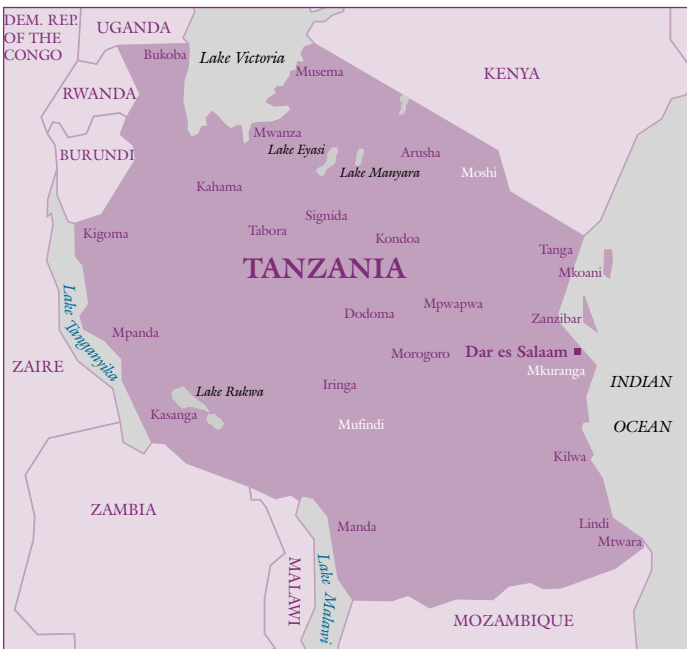 DEM. REP.
OF THE
CONGO
UGANDA
Bukoba
Lake Victoria
Musema
KENYA
RWANDA
Mwanza
BURUNDI
Lake Eyasi
Arusha
Lake Manyara
Moshi
Kahama
Signida
Tabora
Kigoma
Kondoa
Tanga
TANZANIA
Mkoani
Lake Tanganyika
Dodoma
Mpwapwa
Zanzibar
Mpanda
Morogoro
Dar es Salaam
ZAIRE
Mkuranga
INDIAN
OCEAN
Lake Rukwa
Iringa
Kasanga
Mufindi
Kilwa
ZAMBIA
Manda
Lindi
Mtwara
MALAWI
Lake Malawi
MOZAMBIQUE